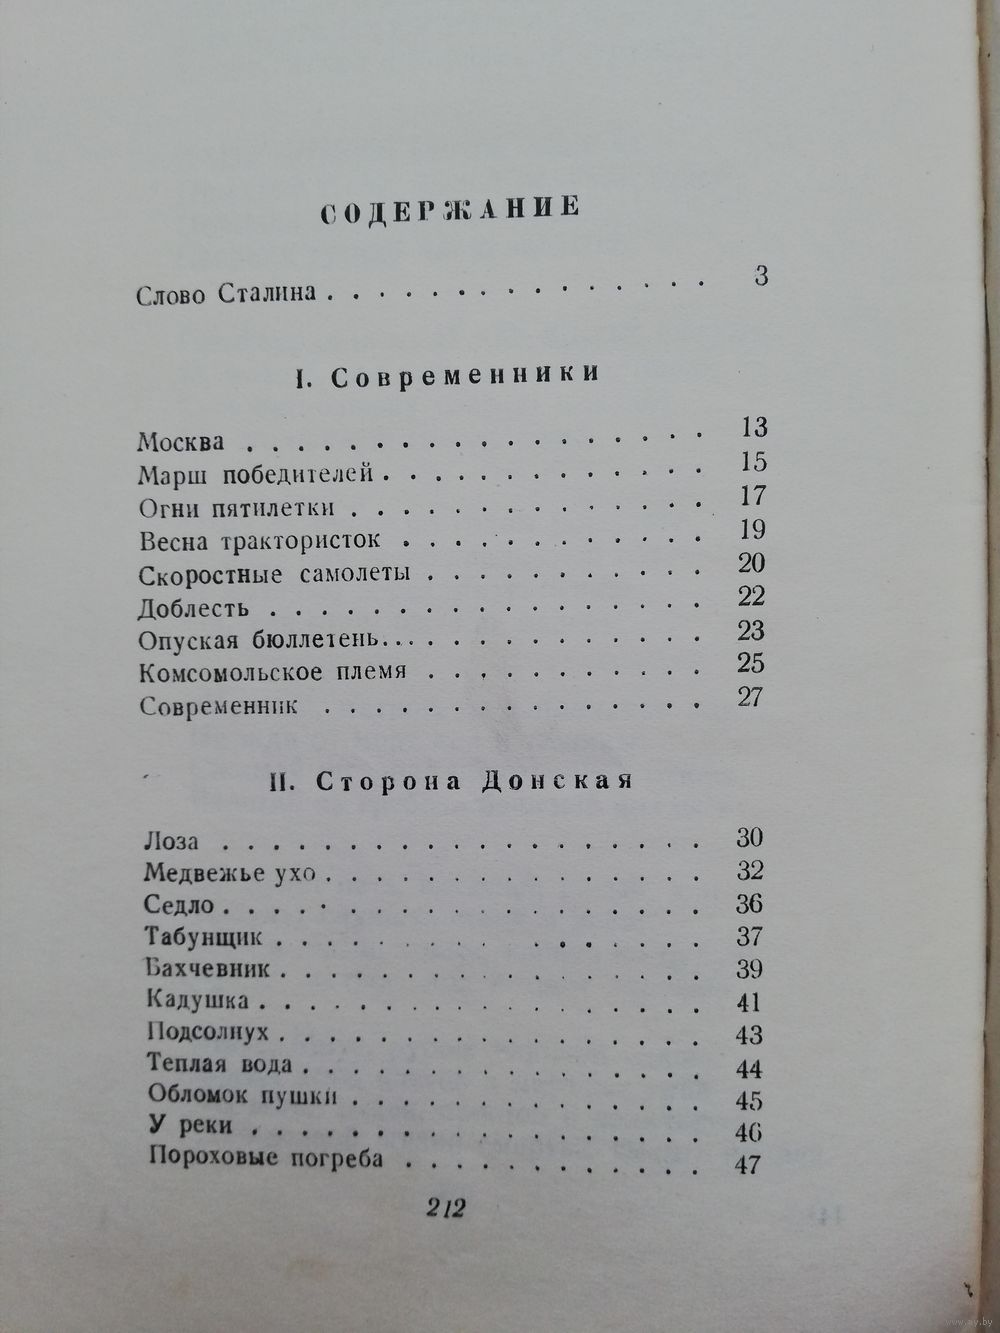 СОДЕРЖАНИЕ
Слово Сталина . . . . . . . . . . . . . . . . 3
I. Современники
Москва . . . . . . . . . . . . . . . . . . 13
Марш победителей . . . . . . . . . . . . . 15
Огни пятилетки . . . . . . . . . . . . . . 17
Весна трактористок . . . . . . . . . . . . 19
Скоростные самолеты . . . . . . . . . . . 20
Доблесть . . . . . . . . . . . . . . . . . 22
Опуская бюллетень . . . . . . . . . . . . . 23
Комсомольское племя . . . . . . . . . . . 25
Современник . . . . . . . . . . . . . . . 27
II. Сторона Донская
Лоза . . . . . . . . . . . . . . . . . . . 30
Медвежье ухо . . . . . . . . . . . . . . . 32
Седло . . . . . . . . . . . . . . . . . . . 36
Табунщик . . . . . . . . . . . . . . . . 37
Бахчевник . . . . . . . . . . . . . . . . . 39
Кадушка . . . . . . . . . . . . . . . . . . 41
Подсолнух . . . . . . . . . . . . . . . . . 43
Теплая вода . . . . . . . . . . . . . . . . 44
Обломок пушки . . . . . . . . . . . . . . 45
У реки . . . . . . . . . . . . . . . . . . 46
Пороховые погреба . . . . . . . . . . . . 47
212
www.ay.by